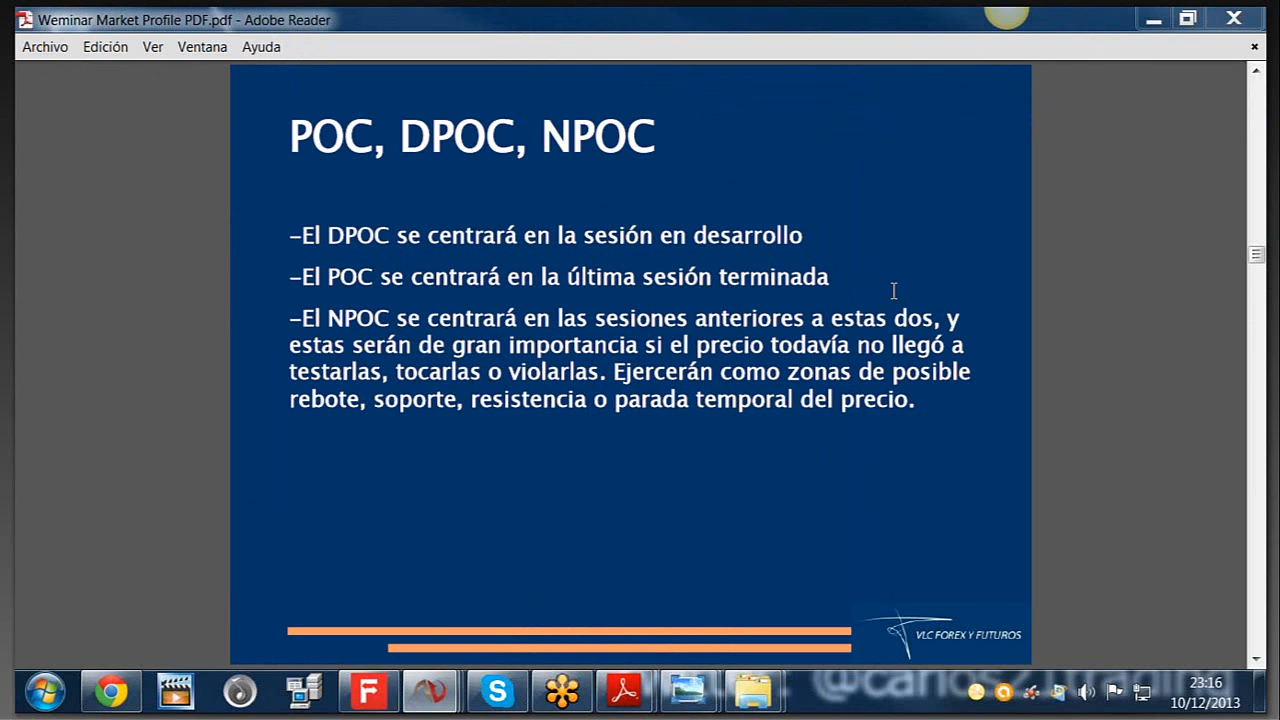 Weminar Market Profile PDF.pdf - Adobe Reader
Archivo Edición Ver Ventana Ayuda
POC, DPOC, NPOC
-El DPOC se centrará en la sesión en desarrollo
-El POC se centrará en la última sesión terminada
-El NPOC se centrará en las sesiones anteriores a estas dos, y
estas serán de gran importancia si el precio todavía no llegó a
testarlas, tocarlas o violarlas. Ejercerán como zonas de posible
rebote, soporte, resistencia o parada temporal del precio.
VLC FOREX Y FUTUROS
23:16
10/12/2013